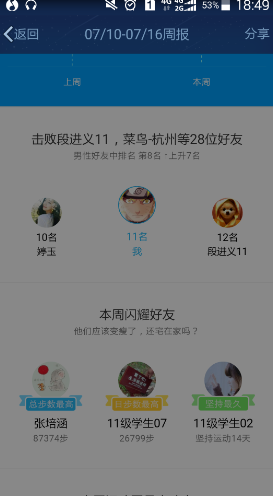 1 4G 4G 2G 53% 18:49
返回 07/10-07/16周报 分享
上周 本周
击败段进义11，菜鸟-杭州等28位好友
男性好友中排名 第8名·上升7名
10名 11名 12名
婷玉 我 段进义11
本周闪耀好友
他们应该变瘦了，还宅在家吗？
总步数最高 单日步数最高 坚持最久
张培涵 11级学生07 11级学生02
87374步 26799步 坚持运动14天